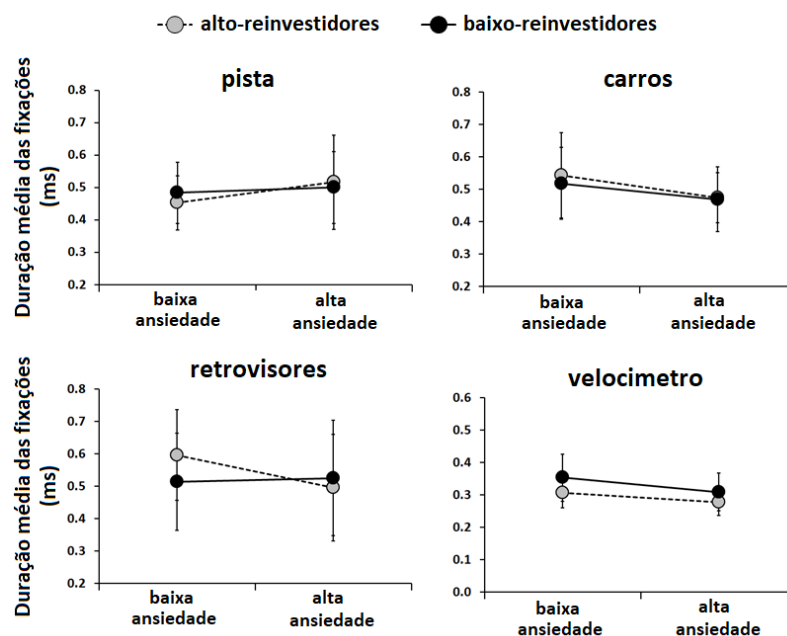 alto-reinvestidores baixo-reinvestidores
pista
Duração média das fixações
(ms)
0.8
0.7
0.6
0.5
0.4
0.3
0.2
baixa
ansiedade
alta
ansiedade
carros
0.8
0.7
0.6
0.5
0.4
0.3
0.2
baixa
ansiedade
alta
ansiedade
retrovisores
Duração média das fixações
(ms)
0.8
0.7
0.6
0.5
0.4
0.3
0.2
baixa
ansiedade
alta
ansiedade
velocimetro
0.6
0.5
0.4
0.3
0.2
0.1
0.0
baixa
ansiedade
alta
ansiedade